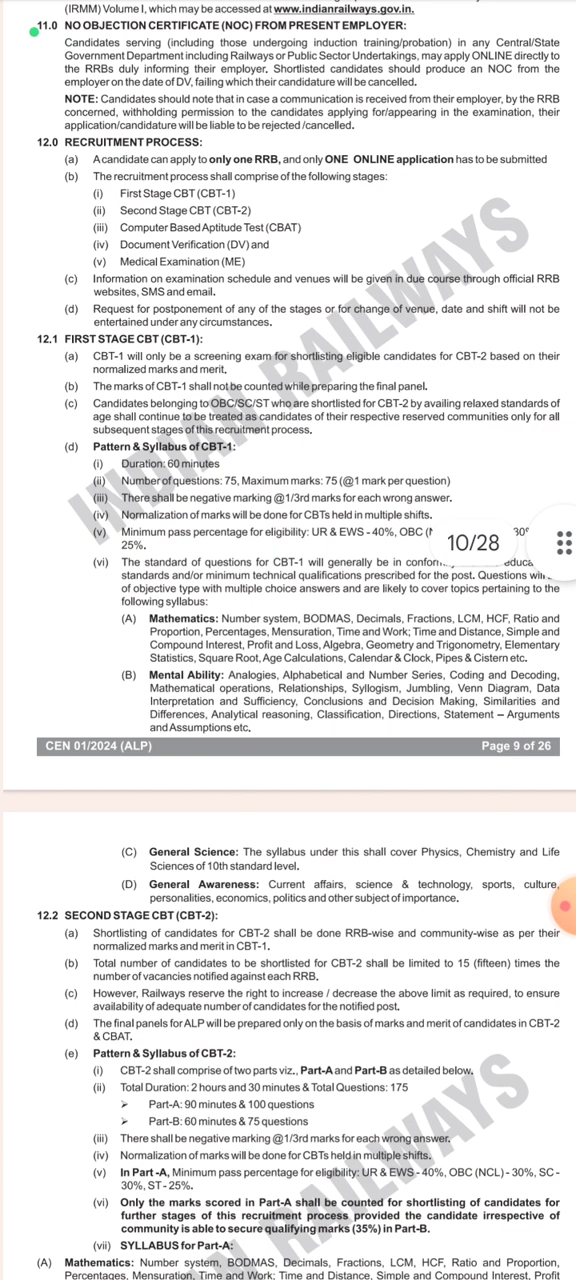 (IRMM) Volume I, which may be accessed at www.indianrailways.gov.in.
11.0 NO OBJECTION CERTIFICATE (NOC) FROM PRESENT EMPLOYER:
Candidates serving (including those undergoing induction training/probation) in any Central/State
Government Department including Railways or Public Sector Undertakings, may apply ONLINE directly to
the RRBs duly informing their employer. Shortlisted candidates should produce an NOC from the
employer on the date of DV, failing which their candidature will be cancelled.
NOTE: Candidates should note that in case a communication is received from their employer, by the RRB
concerned, withholding permission to the candidates applying for/appearing in the examination, their
application/candidature will be liable to be rejected /cancelled.
12.0 RECRUITMENT PROCESS:
(a) A candidate can apply to only one RRB, and only ONE ONLINE application has to be submitted
(b) The recruitment process shall comprise of the following stages:
(i) First Stage CBT (CBT-1)
(ii) Second Stage CBT (CBT-2)
(iii) Computer Based Aptitude Test (CBAT)
(iv) Document Verification (DV) and
(v) Medical Examination (ME)
(c) Information on examination schedule and venues will be given in due course through official RRB
websites, SMS and email.
(d) Request for postponement of any of the stages or for change of venue, date and shift will not be
entertained under any circumstances.
12.1 FIRST STAGE CBT (CBT-1):
(a) CBT-1 will only be a screening exam for shortlisting eligible candidates for CBT-2 based on their
normalized marks and merit.
(b) The marks of CBT-1 shall not be counted while preparing the final panel.
(c) Candidates belonging to OBC/SC/ST who are shortlisted for CBT-2 by availing relaxed standards of
age shall continue to be treated as candidates of their respective reserved communities only for all
subsequent stages of this recruitment process.
(d) Pattern & Syllabus of CBT-1:
(i) Duration: 60 minutes
(ii) Number of questions: 75, Maximum marks: 75 (@1 mark per question)
(iii) There shall be negative marking @1/3rd marks for each wrong answer.
(iv) Normalization of marks will be done for CBTs held in multiple shifts.
(v) Minimum pass percentage for eligibility: UR & EWS - 40%, OBC
25%.
10/28
(vi) The standard of questions for CBT-1 will generally be in
standards and/or minimum technical qualifications prescribed for the post. Questions will
of objective type with multiple choice answers and are likely to cover topics pertaining to the
following syllabus:
(A) Mathematics: Number system, BODMAS, Decimals, Fractions, LCM, HCF, Ratio and
Proportion, Percentages, Mensuration, Time and Work; Time and Distance, Simple and
Compound Interest, Profit and Loss, Algebra, Geometry and Trigonometry, Elementary
Statistics, Square Root, Age Calculations, Calendar & Clock, Pipes & Cistern etc.
(B) Mental Ability: Analogies, Alphabetical and Number Series, Coding and Decoding,
Mathematical operations, Relationships, Syllogism, Jumbling, Venn Diagram, Data
Interpretation and Sufficiency, Conclusions and Decision Making, Similarities and
Differences, Analytical reasoning, Classification, Directions, Statement – Arguments
and Assumptions etc.
INDIAN RAILWAYS
CEN 01/2024 (ALP) Page 9 of 26
(C) General Science: The syllabus under this shall cover Physics, Chemistry and Life
Sciences of 10th standard level.
(D) General Awareness: Current affairs, science & technology, sports, culture,
personalities, economics, politics and other subject of importance.
12.2 SECOND STAGE CBT (CBT-2):
(a) Shortlisting of candidates for CBT-2 shall be done RRB-wise and community-wise as per their
normalized marks and merit in CBT-1.
(b) Total number of candidates to be shortlisted for CBT-2 shall be limited to 15 (fifteen) times the
number of vacancies notified against each RRB.
(c) However, Railways reserve the right to increase / decrease the above limit as required, to ensure
availability of adequate number of candidates for the notified post.
(d) The final panels for ALP will be prepared only on the basis of marks and merit of candidates in CBT-2
& CBAT.
(e) Pattern & Syllabus of CBT-2:
(i) CBT-2 shall comprise of two parts viz., Part-A and Part-B as detailed below.
(ii) Total Duration: 2 hours and 30 minutes & Total Questions: 175
➢ Part-A: 90 minutes & 100 questions
➢ Part-B: 60 minutes & 75 questions
(iii) There shall be negative marking @1/3rd marks for each wrong answer.
(iv) Normalization of marks will be done for CBTs held in multiple shifts.
(v) In Part -A, Minimum pass percentage for eligibility: UR & EWS - 40%, OBC (NCL) - 30%, SC -
30%, ST - 25%.
(vi) Only the marks scored in Part-A shall be counted for shortlisting of candidates for
further stages of this recruitment process provided the candidate irrespective of
community is able to secure qualifying marks (35%) in Part-B.
(vii) SYLLABUS for Part-A:
(A) Mathematics: Number system, BODMAS, Decimals, Fractions, LCM, HCF, Ratio and Proportion,
Percentages, Mensuration, Time and Work; Time and Distance, Simple and Compound Interest, Profit
RAILWAYS